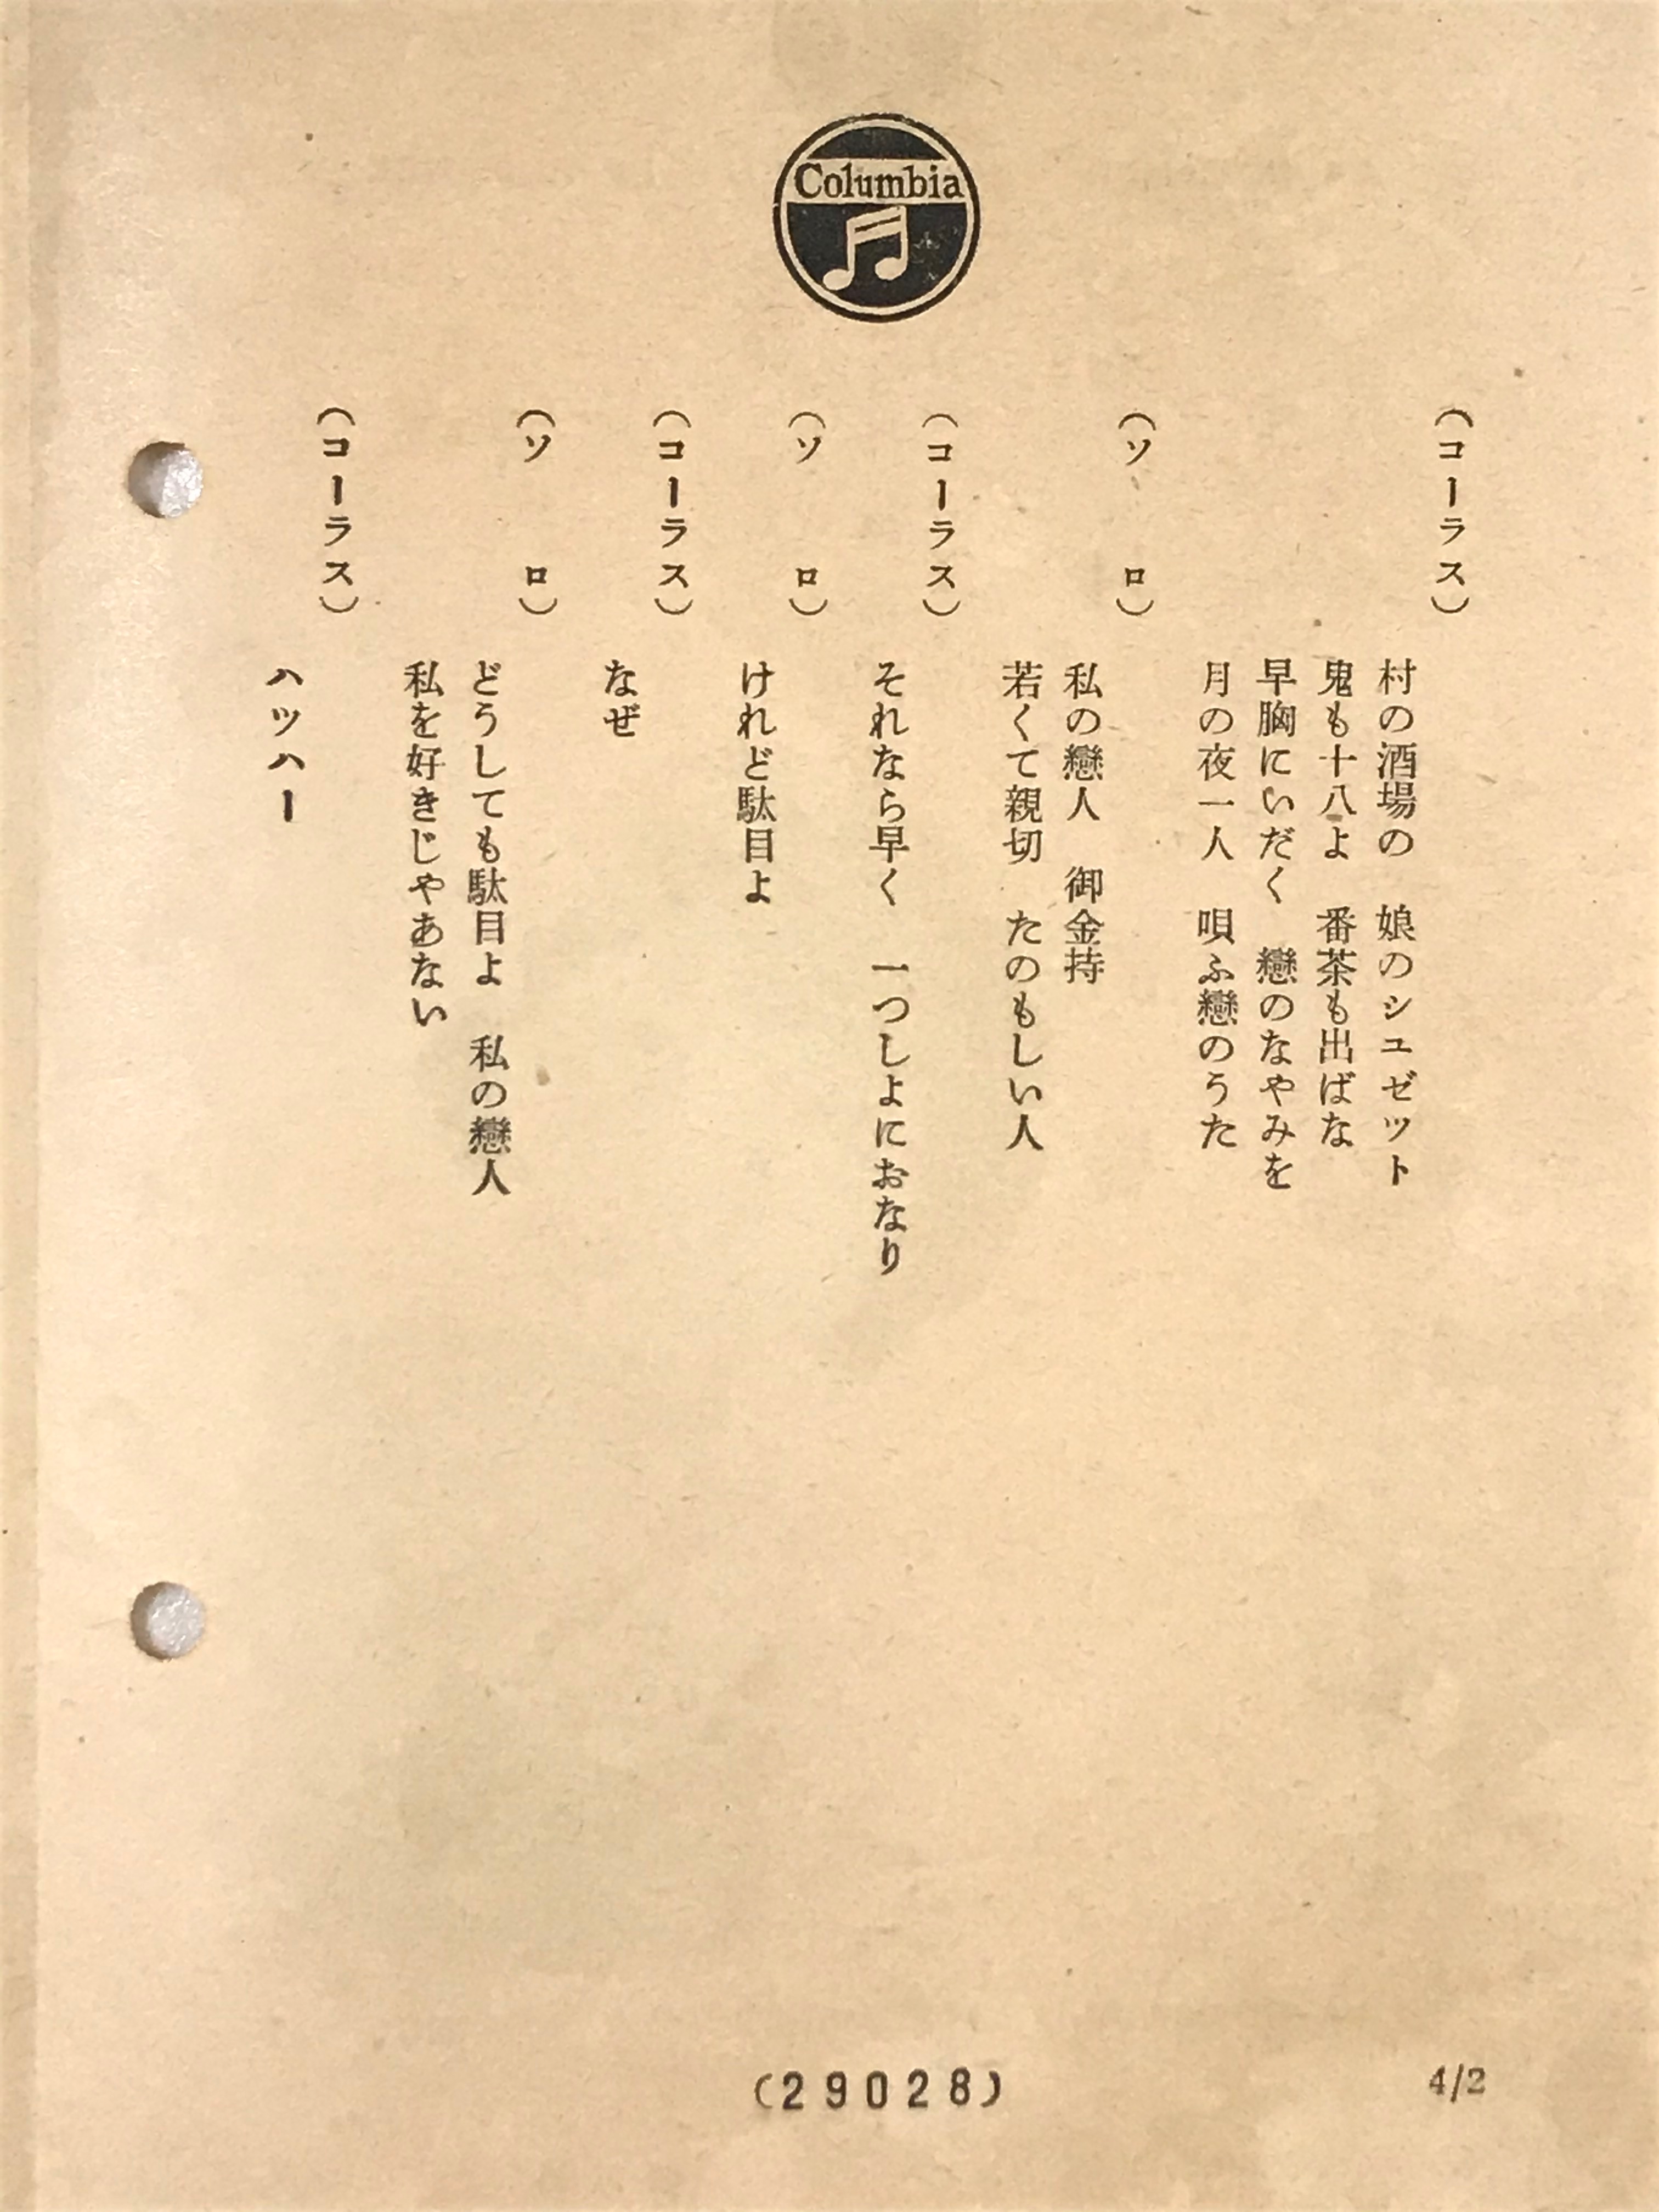 Columbia
（コーラス）
村の酒場の　娘のシユゼツト
鬼も十八よ　番茶も出ばな
早胸にいだく　戀のなやみを
月の夜一人　唄ふ戀のうた
（ソロ）
私の戀人　御金持
若くて親切　たのもしい人
（コーラス）
それなら早く　一つしよにおなり
（ソロ）
けれど駄目よ
（コーラス）
なぜ
（ソロ）
どうしても駄目よ　私の戀人
私を好きじやあない
（コーラス）
ハツハー
(29028)
4/2